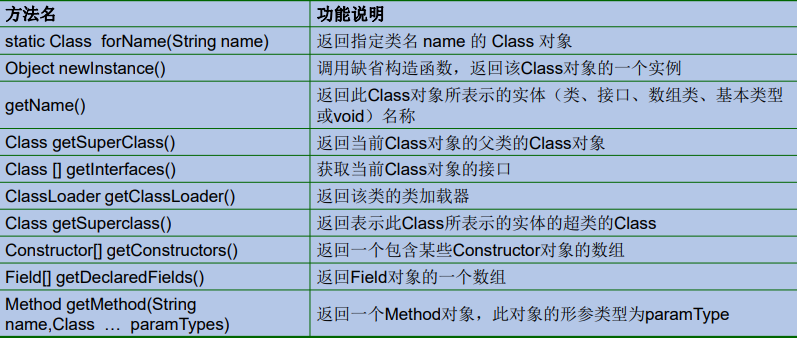 方法名 功能说明
static Class  forName(String name) 返回指定类名 name 的 Class 对象
Object newInstance() 调用缺省构造函数，返回该Class对象的一个实例
getName() 返回此Class对象所表示的实体（类、接口、数组类、基本类型
或void）名称
Class getSuperClass() 返回当前Class对象的父类的Class对象
Class [] getInterfaces() 获取当前Class对象的接口
ClassLoader getClassLoader() 返回该类的类加载器
Class getSuperclass() 返回表示此Class所表示的实体的超类的Class
Constructor[] getConstructors() 返回一个包含某些Constructor对象的数组
Field[] getDeclaredFields() 返回Field对象的一个数组
Method getMethod(String
name,Class  …  paramTypes) 返回一个Method对象，此对象的形参类型为paramType